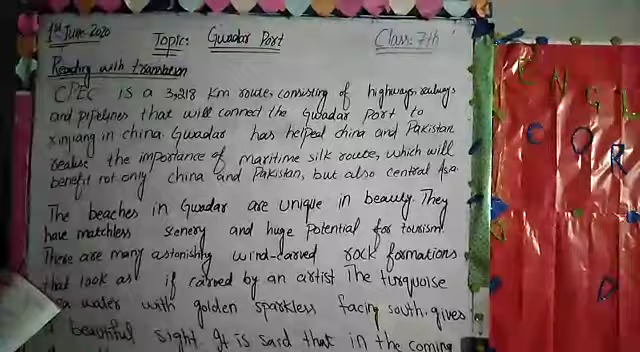 1st June 2020
Topic: Gwadar Port
Class: 7th
Reading with translation
CPEC is a 3,218 Km route, consisting of highways, railways
and pipelines that will connect the Gwadar Port to
xinjiang in china. Gwadar has helped china and Pakistan
realise the importance of maritime silk route, which will
benefit not only china and Pakistan, but also central Asia.
The beaches in Gwadar are unique in beauty. They
have matchless scenery and huge Potential for tourism.
There are many astonishing wind-carved rock formations
that look as if carved by an artist The turquoise
water with golden sparkless facing south, gives
beautiful sight. It is said that in the coming
ENGL
COR